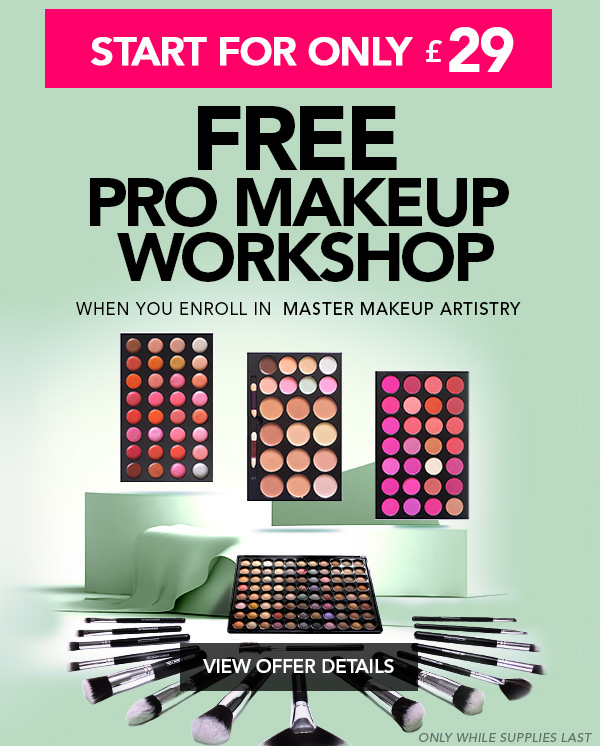 START FOR ONLY £29
FREE
PRO MAKEUP
WORKSHOP
WHEN YOU ENROLL IN MASTER MAKEUP ARTISTRY
VIEW OFFER DETAILS
ONLY WHILE SUPPLIES LAST